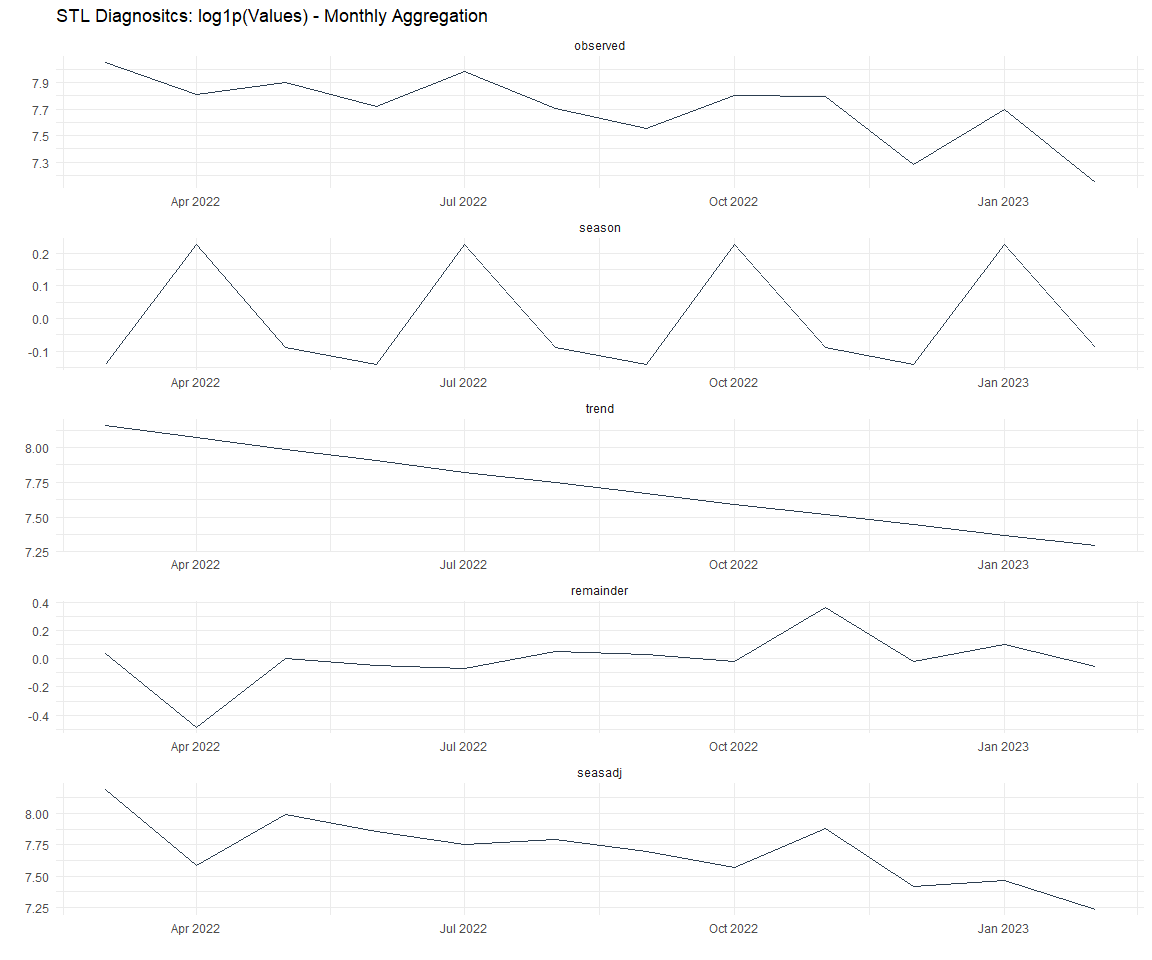 STL Diagnositcs: log1p(Values) - Monthly Aggregation
observed
7.9
7.7
7.5
7.3
Apr 2022 Jul 2022 Oct 2022 Jan 2023
season
0.2
0.1
0.0
-0.1
Apr 2022 Jul 2022 Oct 2022 Jan 2023
trend
8.00
7.75
7.50
7.25
Apr 2022 Jul 2022 Oct 2022 Jan 2023
remainder
0.4
0.2
0.0
-0.2
-0.4
Apr 2022 Jul 2022 Oct 2022 Jan 2023
seasadj
8.00
7.75
7.50
7.25
Apr 2022 Jul 2022 Oct 2022 Jan 2023